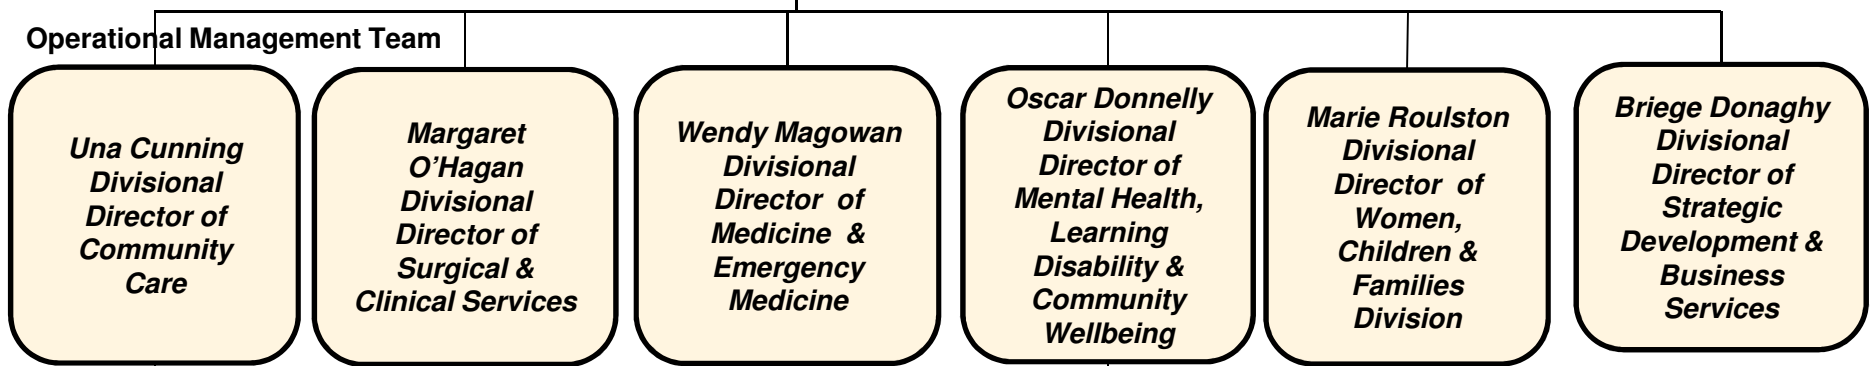 Operational Management Team
Una Cunning
Divisional
Director of
Community
Care
Margaret
O'Hagan
Divisional
Director of
Surgical &
Clinical Services
Wendy Magowan
Divisional
Director of
Medicine &
Emergency
Medicine
Oscar Donnelly
Divisional
Director of
Mental Health,
Learning
Disability &
Community
Wellbeing
Marie Roulston
Divisional
Director of
Women,
Children &
Families
Division
Briege Donaghy
Divisional
Director of
Strategic
Development &
Business
Services